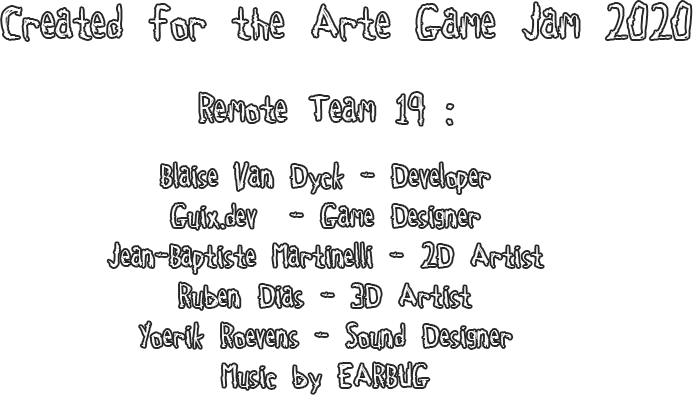 Created for the Arte Game Jam 2020
Remote Team 19 :
Blaise Van Dyck - Developer
Guix.dev - Game Designer
Jean-Baptiste Martinelli - 2D Artist
Ruben Dias - 3D Artist
Yoerik Roevens - Sound Designer
Music by EARBUG